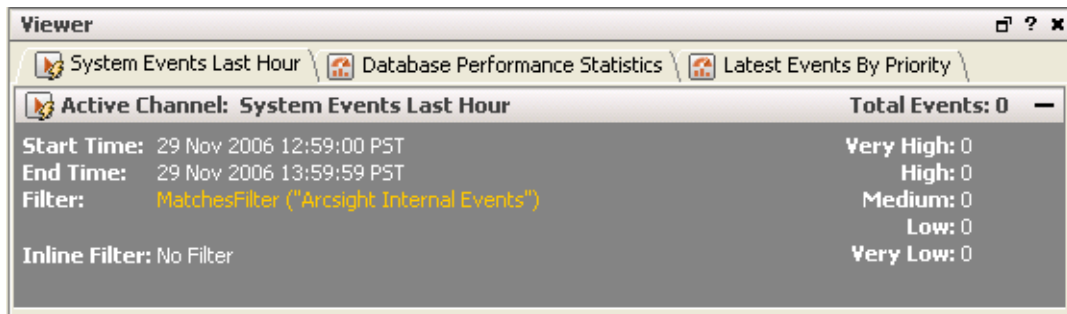 Viewer
System Events Last Hour Database Performance Statistics Latest Events By Priority
Active Channel: System Events Last Hour Total Events: 0
Start Time: 29 Nov 2006 12:59:00 PST Very High: 0
End Time: 29 Nov 2006 13:59:59 PST High: 0
Filter: MatchesFilter ("Arcsight Internal Events") Medium: 0
Low: 0
Inline Filter: No Filter Very Low: 0